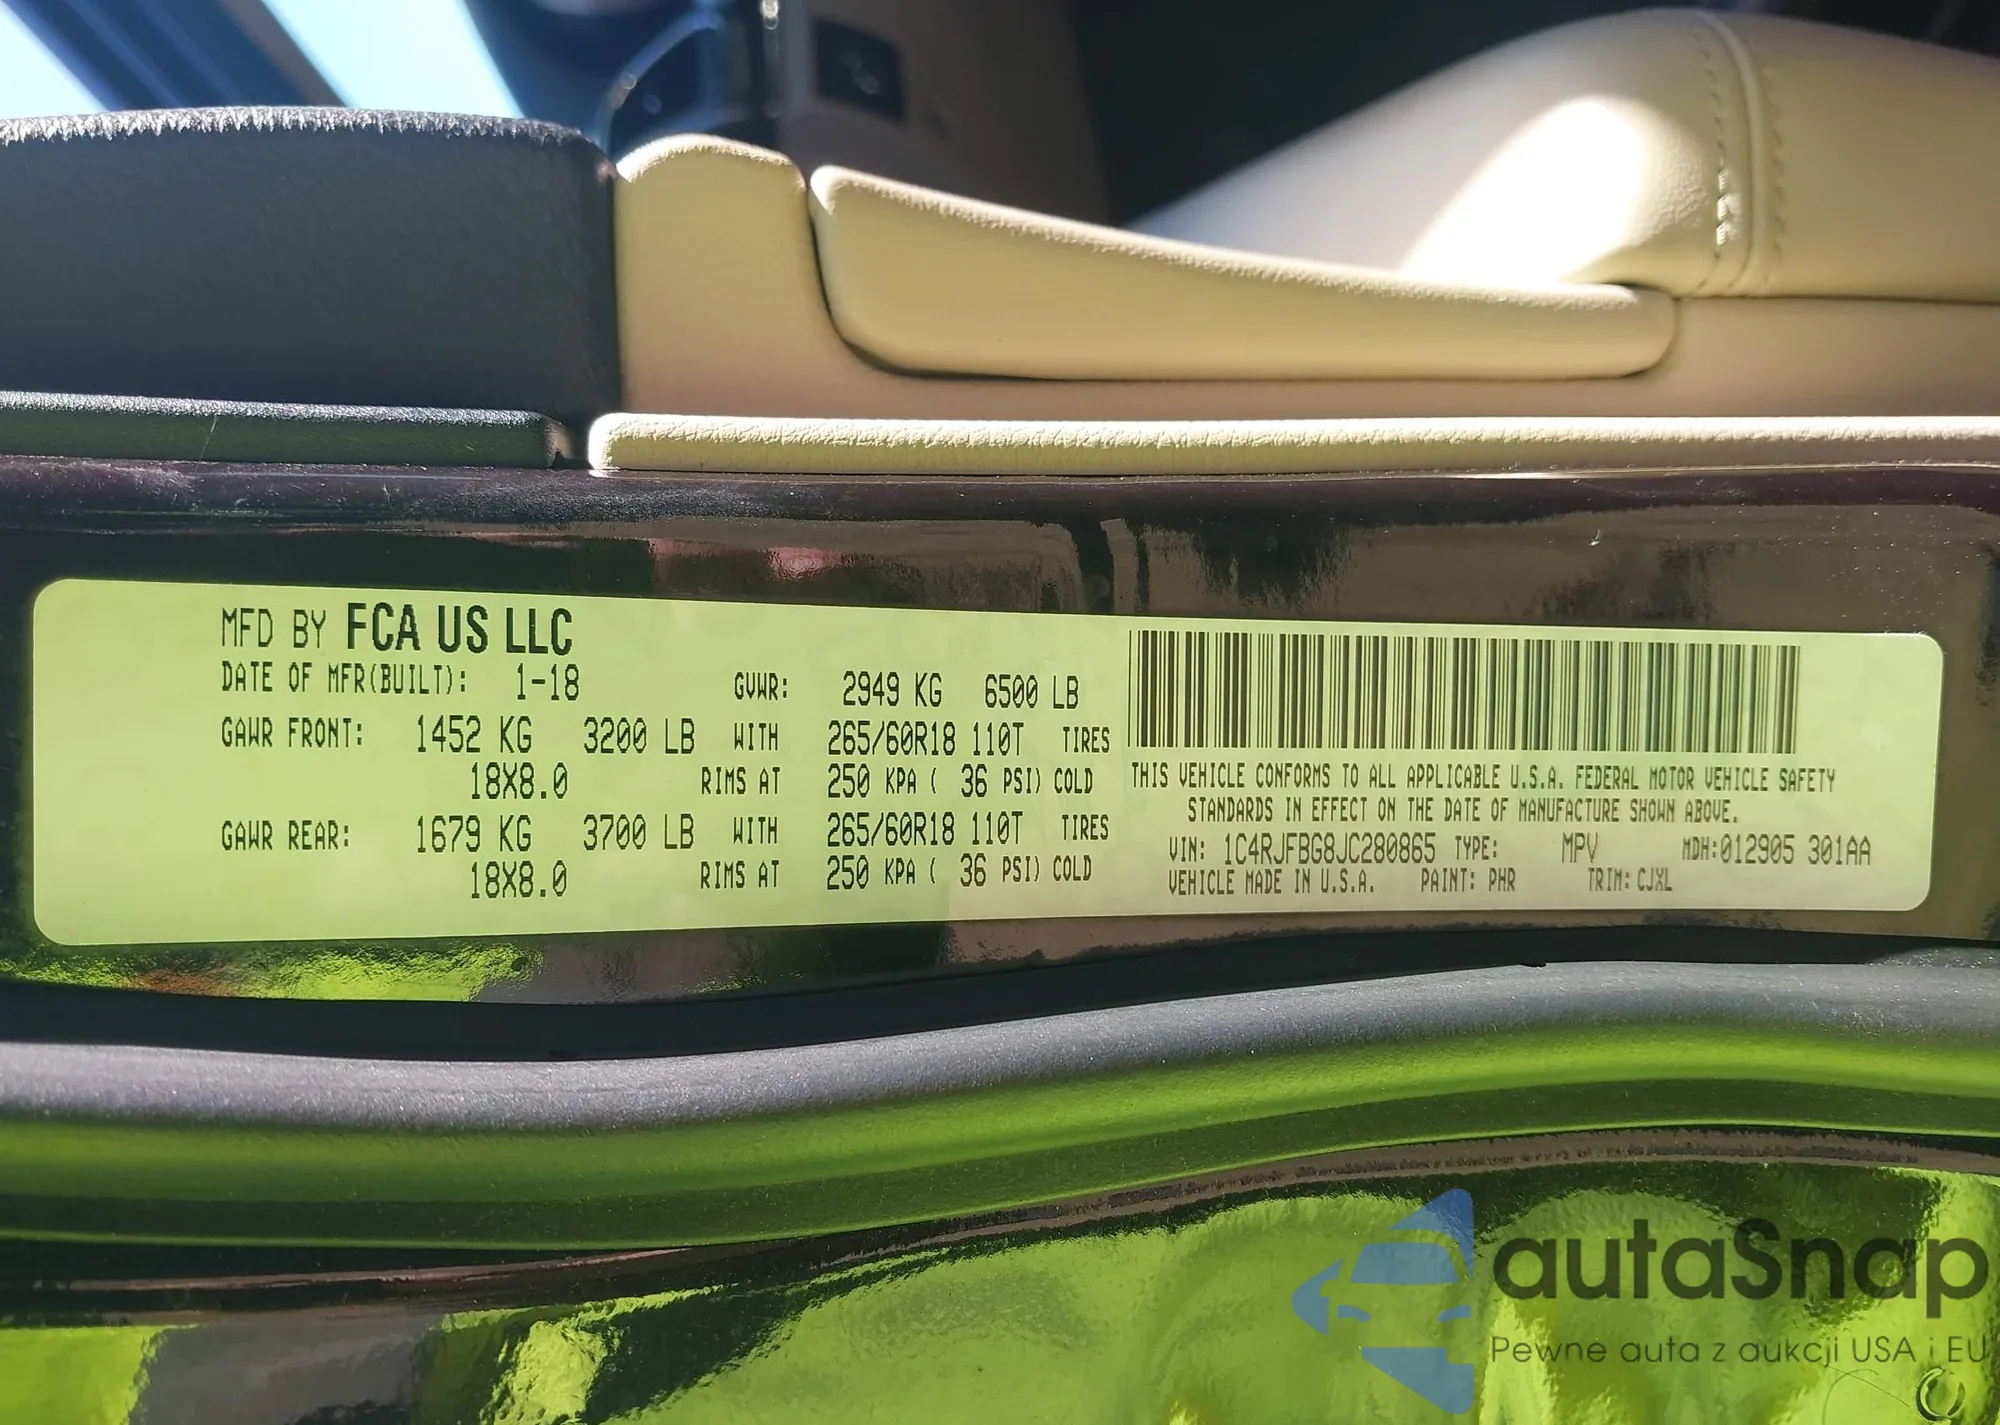 MFD BY FCA US LLC
DATE OF MFR(BUILT): 1-18 GVWR: 2949 KG 6500 LB
GAWR FRONT: 1452 KG 3200 LB WITH 265/60R18 110T TIRES
18X8.0 RIMS AT 250 KPA ( 36 PSI) COLD
GAWR REAR: 1679 KG 3700 LB WITH 265/60R18 110T TIRES
18X8.0 RIMS AT 250 KPA ( 36 PSI) COLD
THIS VEHICLE CONFORMS TO ALL APPLICABLE U.S.A. FEDERAL MOTOR VEHICLE SAFETY
STANDARDS IN EFFECT ON THE DATE OF MANUFACTURE SHOWN ABOVE.
VIN: 1C4RJFBG8JC280865 TYPE: MPV MDH:012905 301AA
VEHICLE MADE IN U.S.A. PAINT: PHR TRIM: CJXL
autaSnap
Pewne auta z aukcji USA i EU